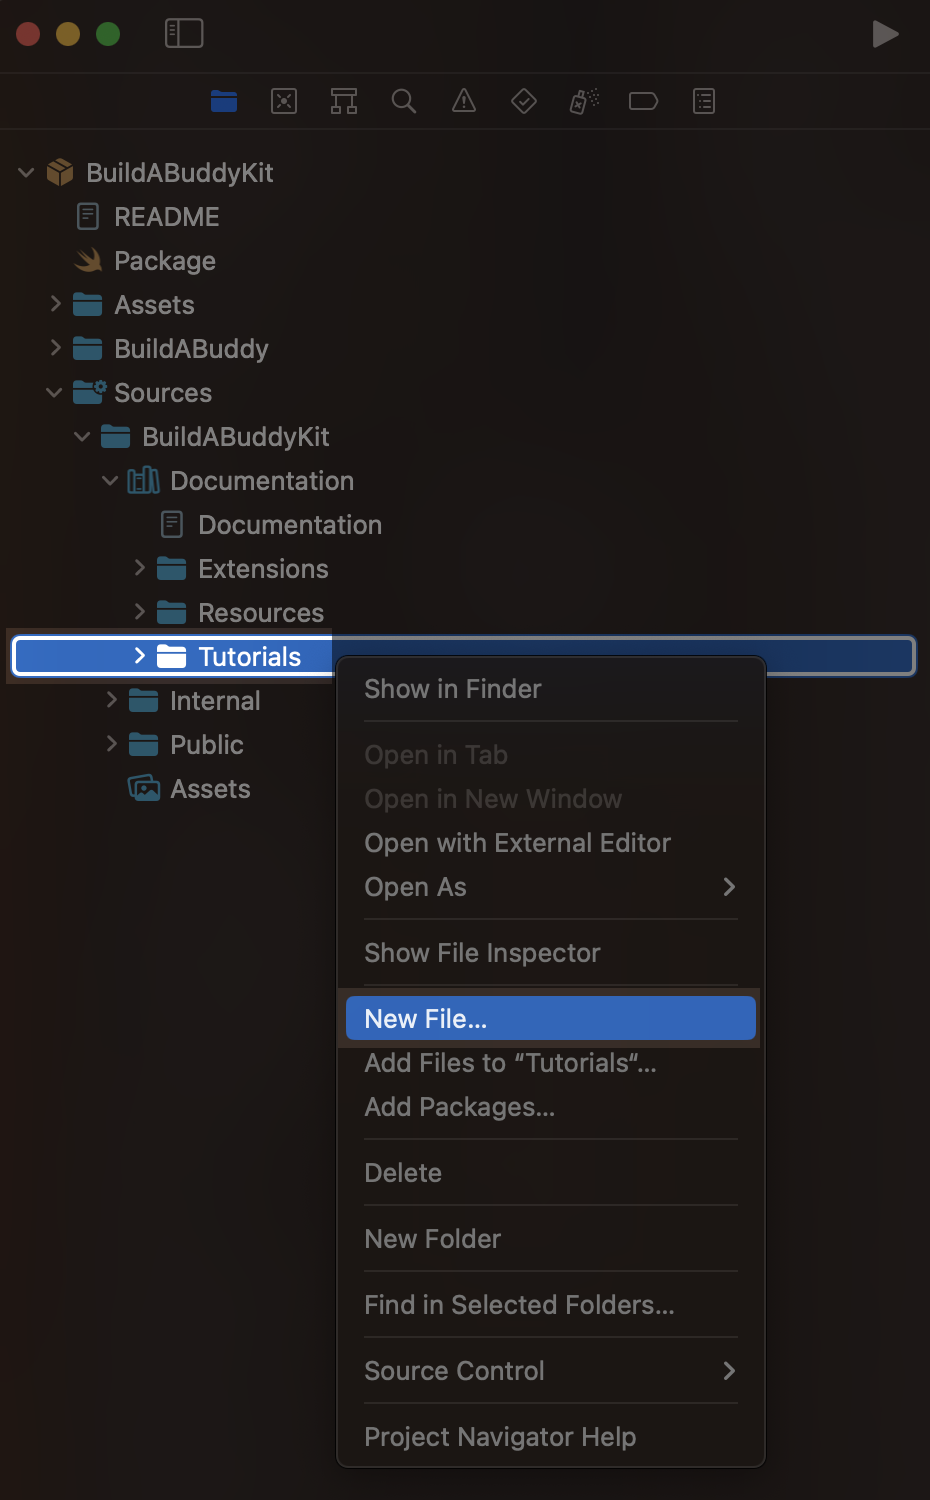 BuildABuddyKit
README
Package
Assets
BuildABuddy
Sources
BuildABuddyKit
Documentation
Documentation
Extensions
Resources
Tutorials
Internal
Public
Assets
Show in Finder
Open in Tab
Open in New Window
Open with External Editor
Open As
Show File Inspector
New File...
Add Files to “Tutorials“...
Add Packages...
Delete
New Folder
Find in Selected Folders...
Source Control
Project Navigator Help